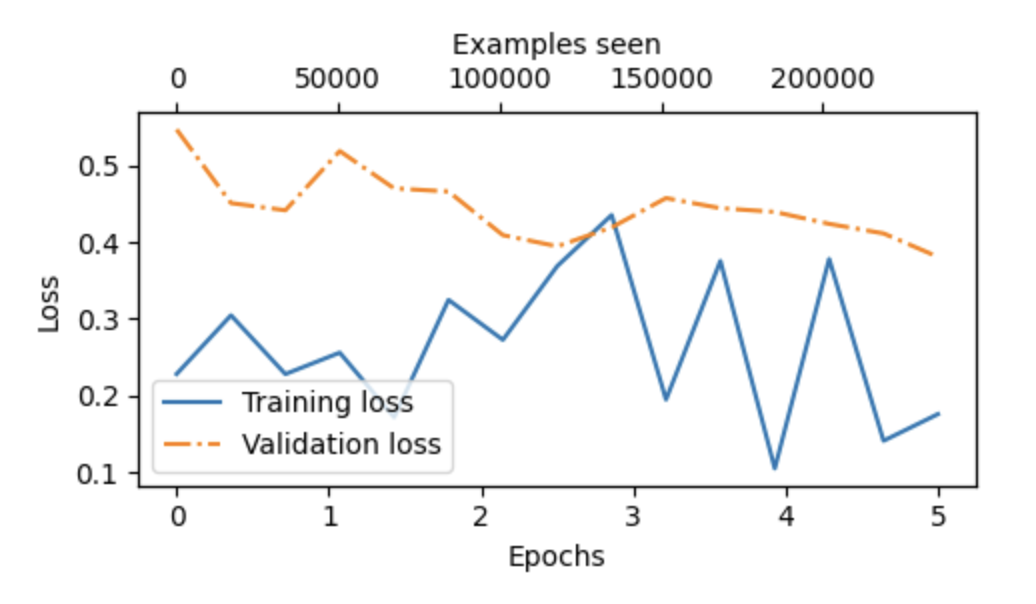 Examples seen
0 50000 100000 150000 200000
0.5
0.4
0.3
0.2
0.1
Loss
Training loss
Validation loss
0 1 2 3 4 5
Epochs